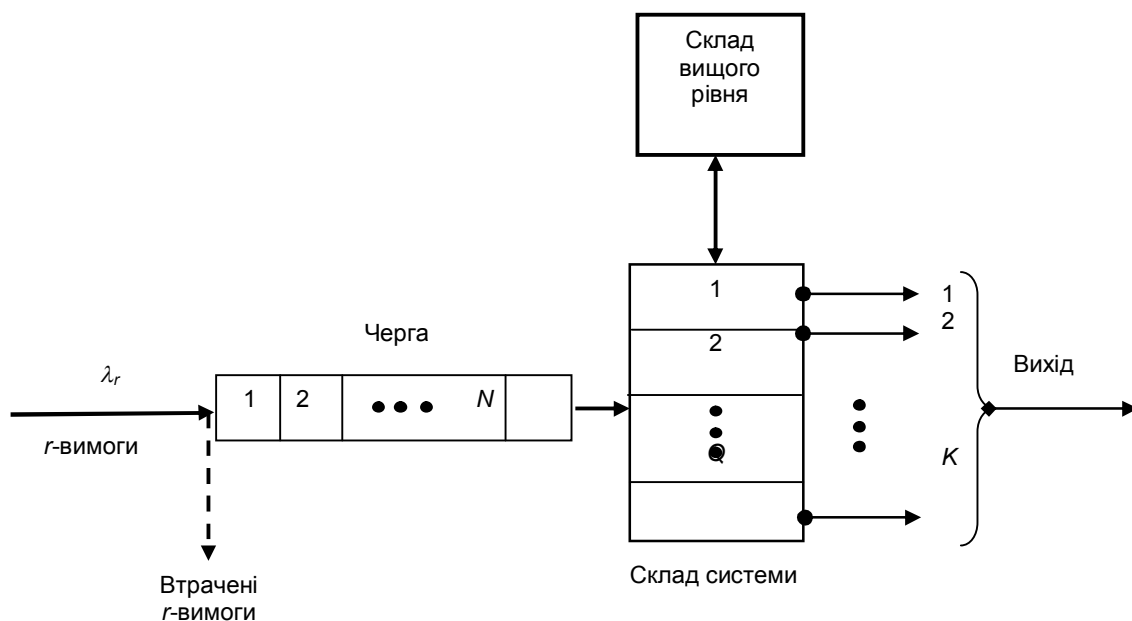 Склад
вищого
рівня
Черга
λr
r-вимоги
1 2 N
1
2
Q
1
2
K
Вихід
Втрачені
r-вимоги
Склад системи